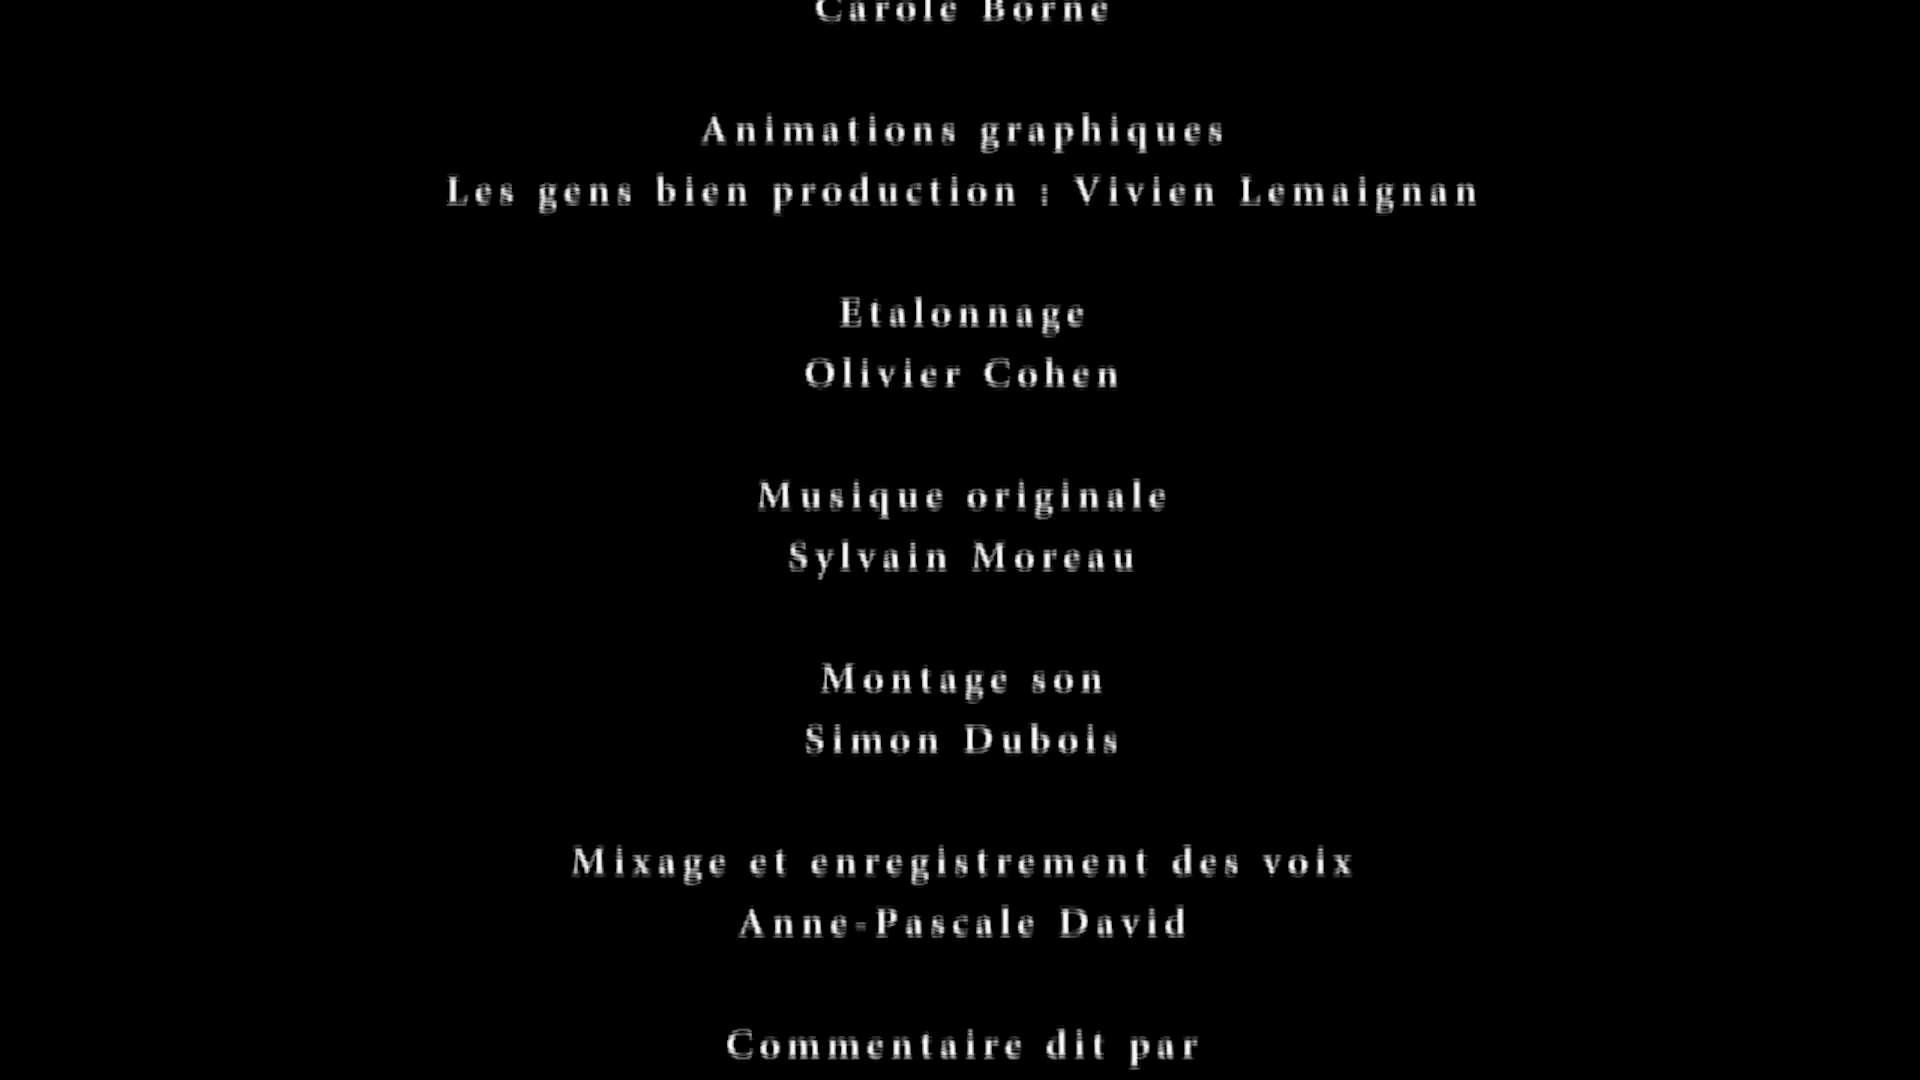 Carole Borne
Animations graphiques
Les gens bien production : Vivien Lemaignan
Etalonnage
Olivier Cohen
Musique originale
Sylvain Moreau
Montage son
Simon Dubois
Mixage et enregistrement des voix
Anne-Pascale David
Commentaire dit par